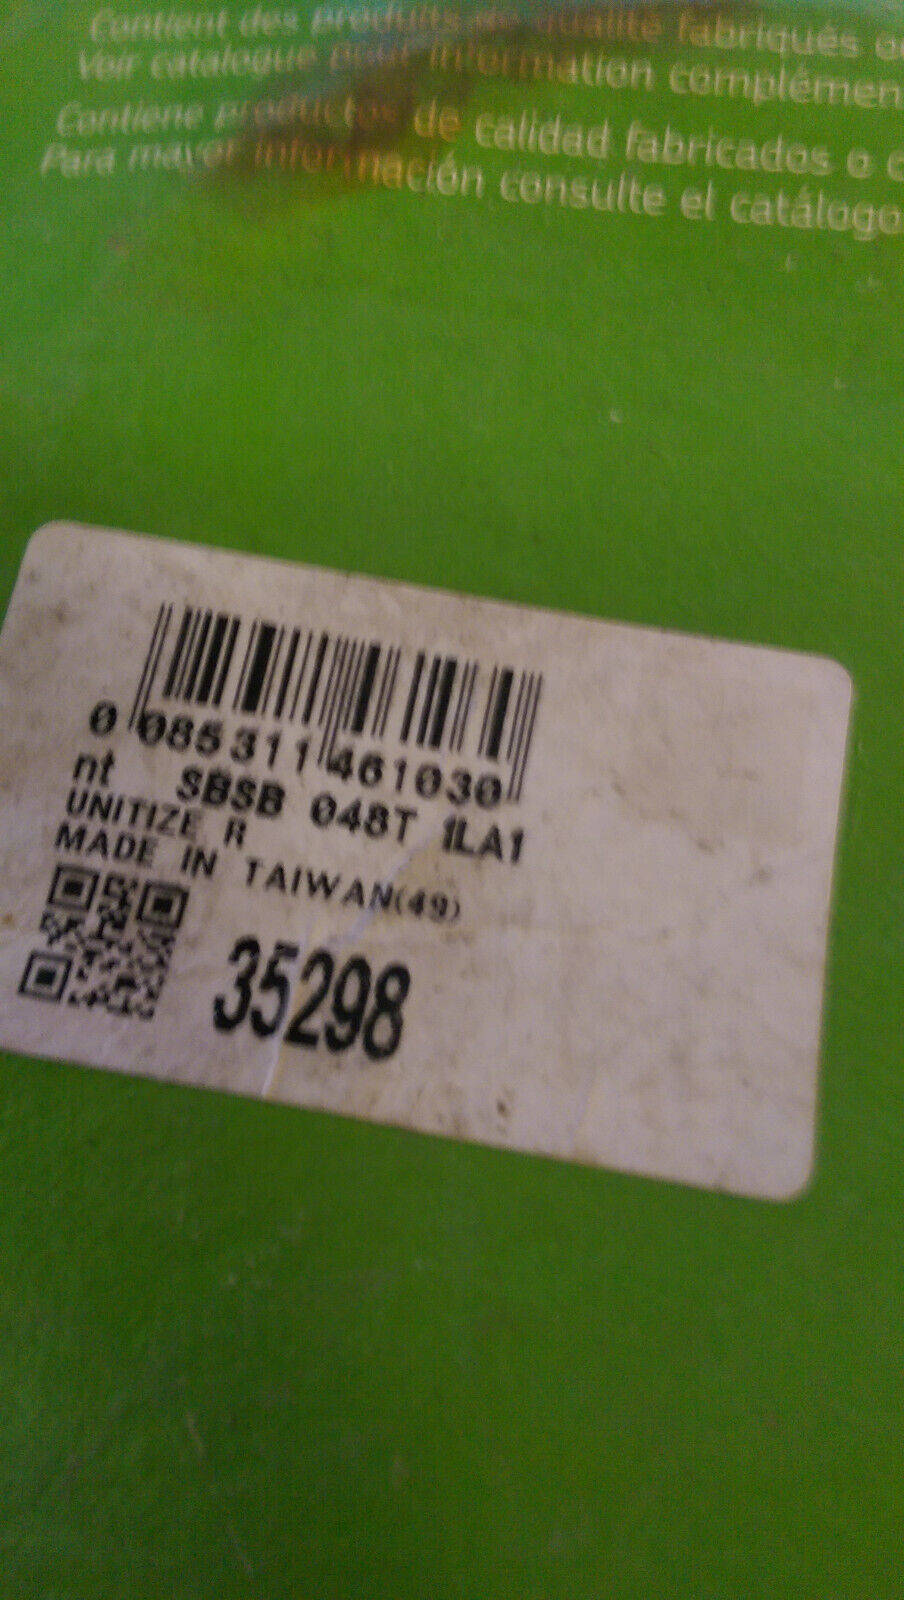 Contient des produits de qualité fabriqués o
Voir catalogue pour information complémen
Contiene productos de calidad fabricados o c
Para mayor información consulte el catálogo
0 085311 461030
nt SBSB 048T 1LA1
UNITIZE R
MADE IN TAIWAN(49)
35298